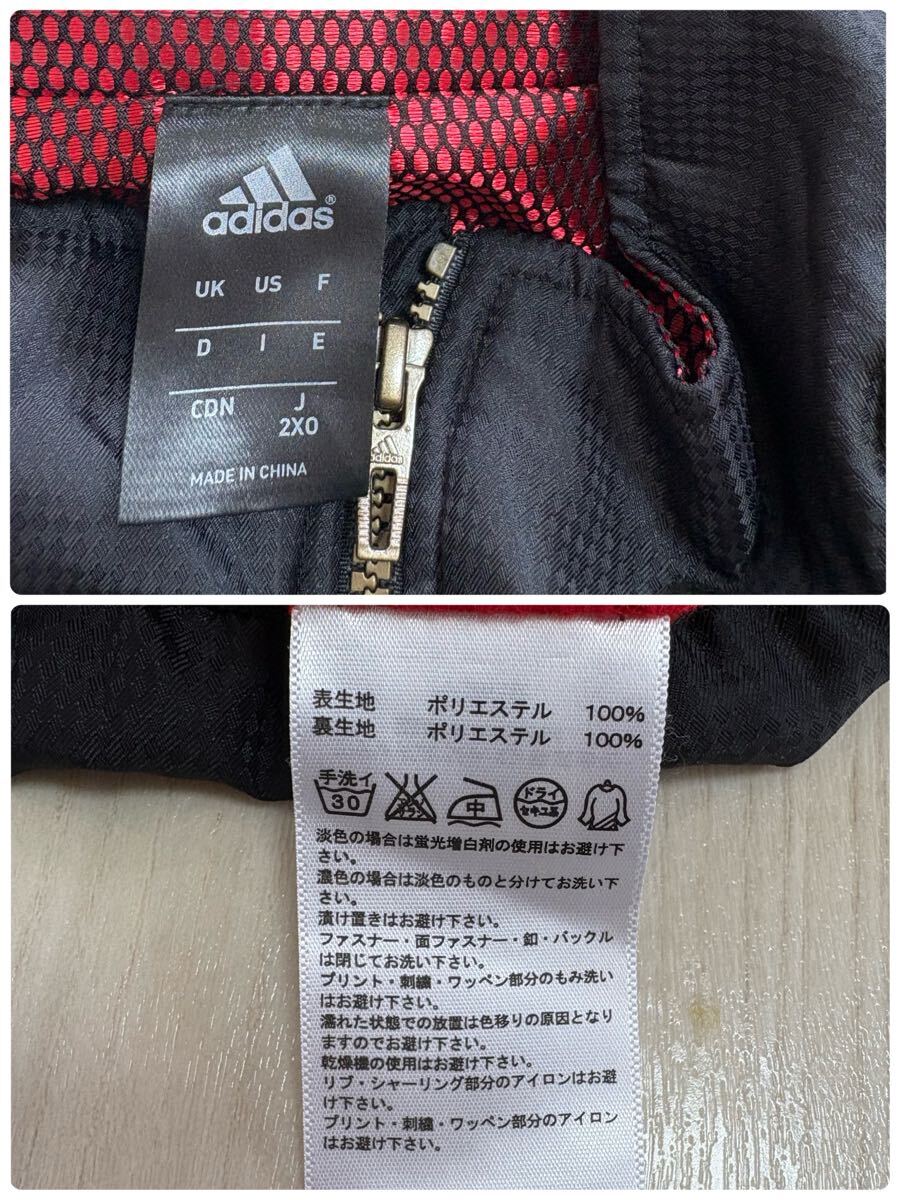 adidas®
UK US F
D I E
CDN J
2XO
MADE IN CHINA
adidas
表生地 ポリエステル 100%
裏生地 ポリエステル 100%
手洗イ
30
エンソ
サラシ
中
ドライ
セキユ系
淡色の場合は蛍光増白剤の使用はお避け下
さい。
濃色の場合は淡色のものと分けてお洗い下
さい。
漬け置きはお避け下さい。
ファスナー・面ファスナー・釦・バックル
は閉じてお洗い下さい。
プリント・刺繍・ワッペン部分のもみ洗い
はお避け下さい。
濡れた状態での放置は色移りの原因となり
ますのでお避け下さい。
乾燥機の使用はお避け下さい。
リブ・シャーリング部分のアイロンはお避
け下さい。
プリント・刺繍・ワッペン部分のアイロン
はお避け下さい。